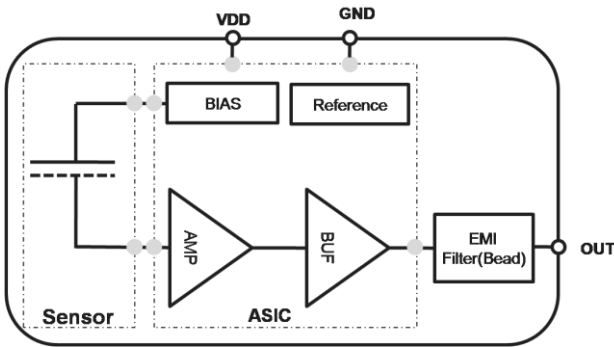 VDD
GND
BIAS
Reference
AMP
BUF
EMI
Filter(Bead)
OUT
Sensor
ASIC